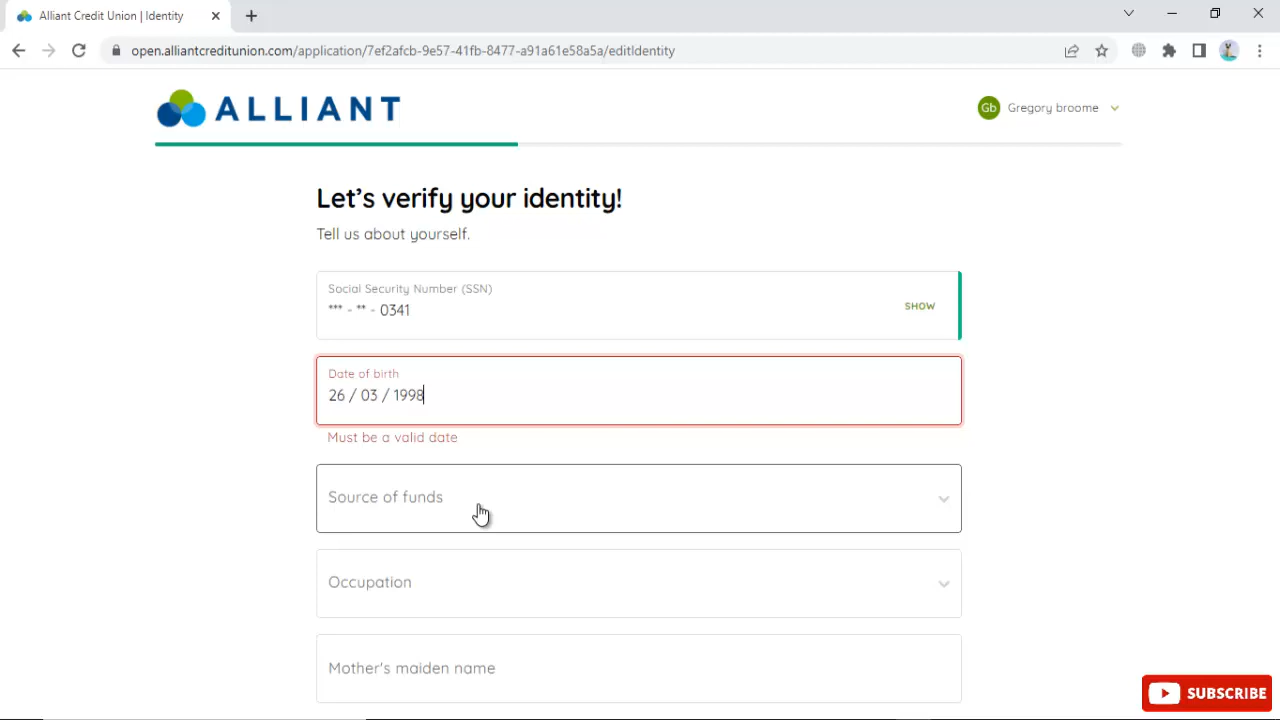 Alliant Credit Union | Identity
open.alliantcreditunion.com/application/7ef2afcb-9e57-41fb-8477-a91a61e58a5a/editIdentity
ALLIANT
Gb Gregory broome
Let's verify your identity!
Tell us about yourself.
Social Security Number (SSN)
*** - ** - 0341
SHOW
Date of birth
26 / 03 / 1998
Must be a valid date
Source of funds
Occupation
Mother's maiden name
SUBSCRIBE